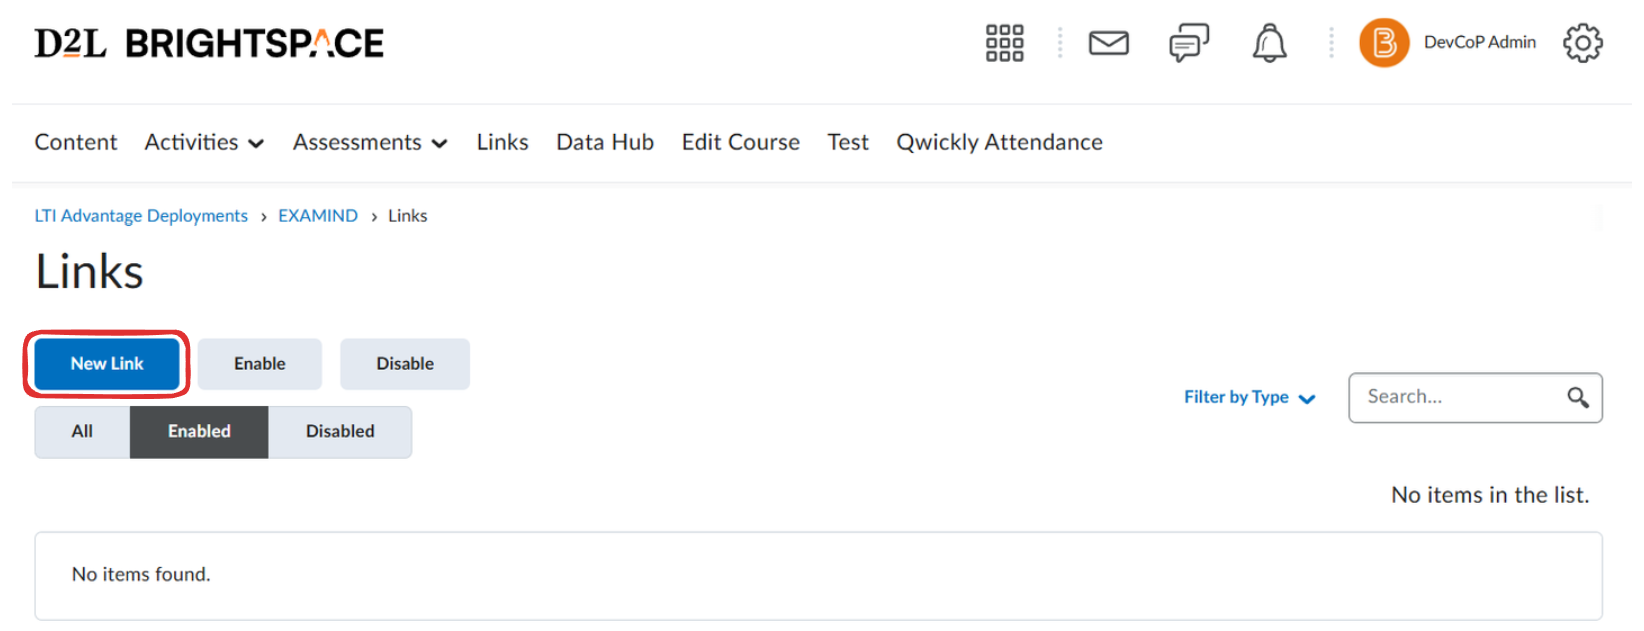 D2L BRIGHTSPACE
DevCoP Admin
Content Activities Assessments Links Data Hub Edit Course Test Qwickly Attendance
LTI Advantage Deployments › EXAMIND › Links
Links
New Link Enable Disable
Filter by Type Search...
All Enabled Disabled
No items in the list.
No items found.